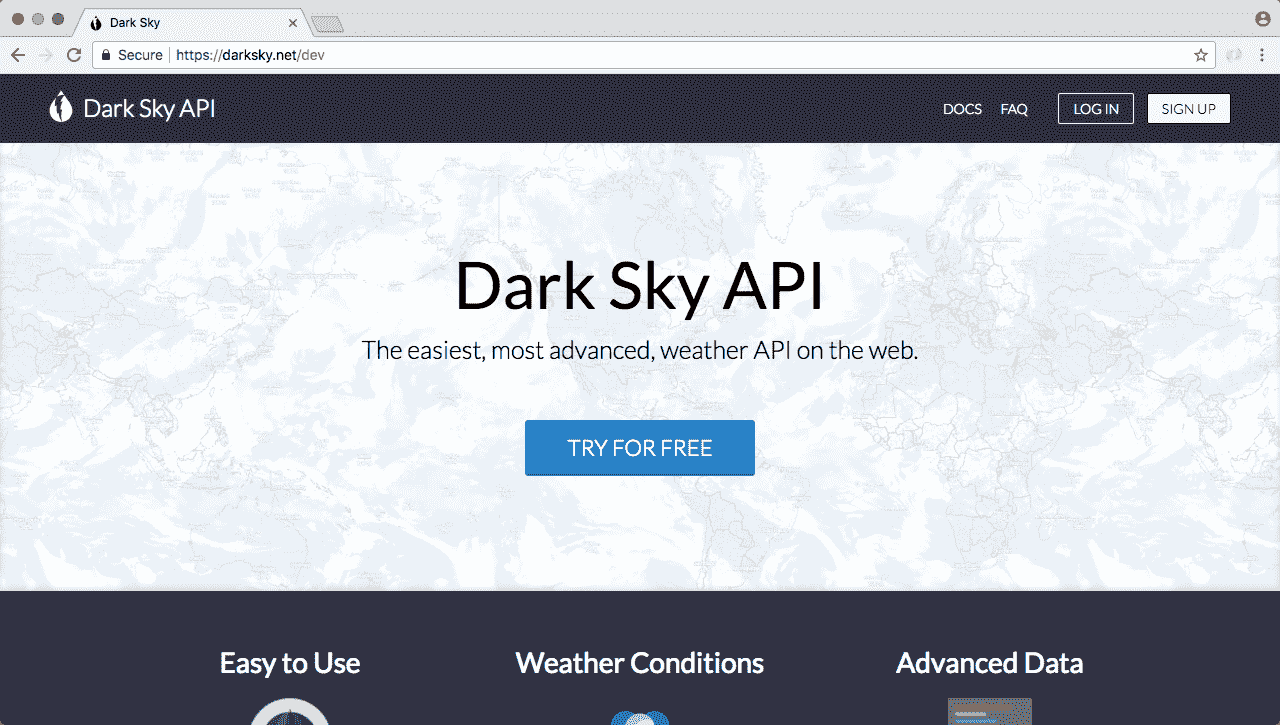 Dark Sky
Secure https://darksky.net/dev
Dark Sky API
DOCS FAQ LOG IN SIGN UP
Dark Sky API
The easiest, most advanced, weather API on the web.
TRY FOR FREE
Easy to Use
Weather Conditions
Advanced Data